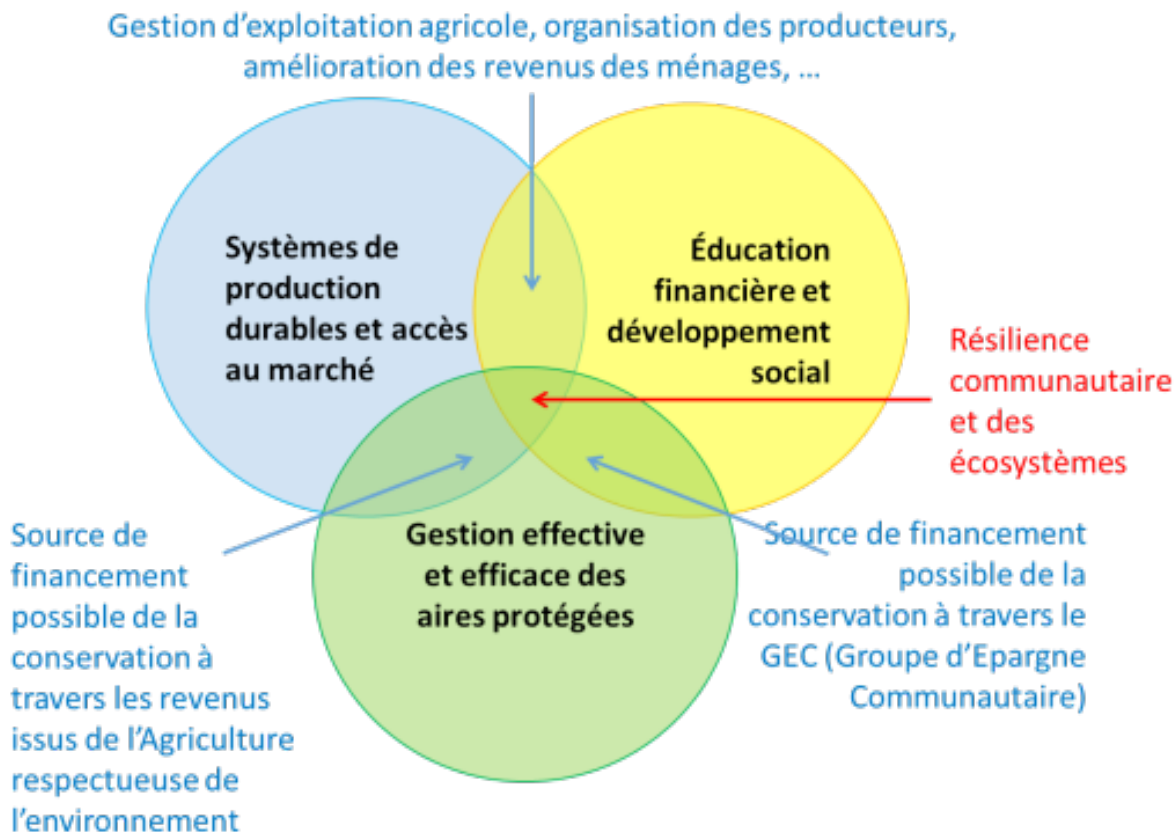 Gestion d'exploitation agricole, organisation des producteurs,
amélioration des revenus des ménages, ...
Systèmes de
production
durables et accès
au marché
Éducation
financière et
développement
social
Résilience
communautaire
et des
écosystèmes
Gestion effective
et efficace des
aires protégées
Source de
financement
possible de la
conservation à
travers les revenus
issus de l'Agriculture
respectueuse de
l'environnement
Source de financement
possible de la
conservation à travers le
GEC (Groupe d'Epargne
Communautaire)